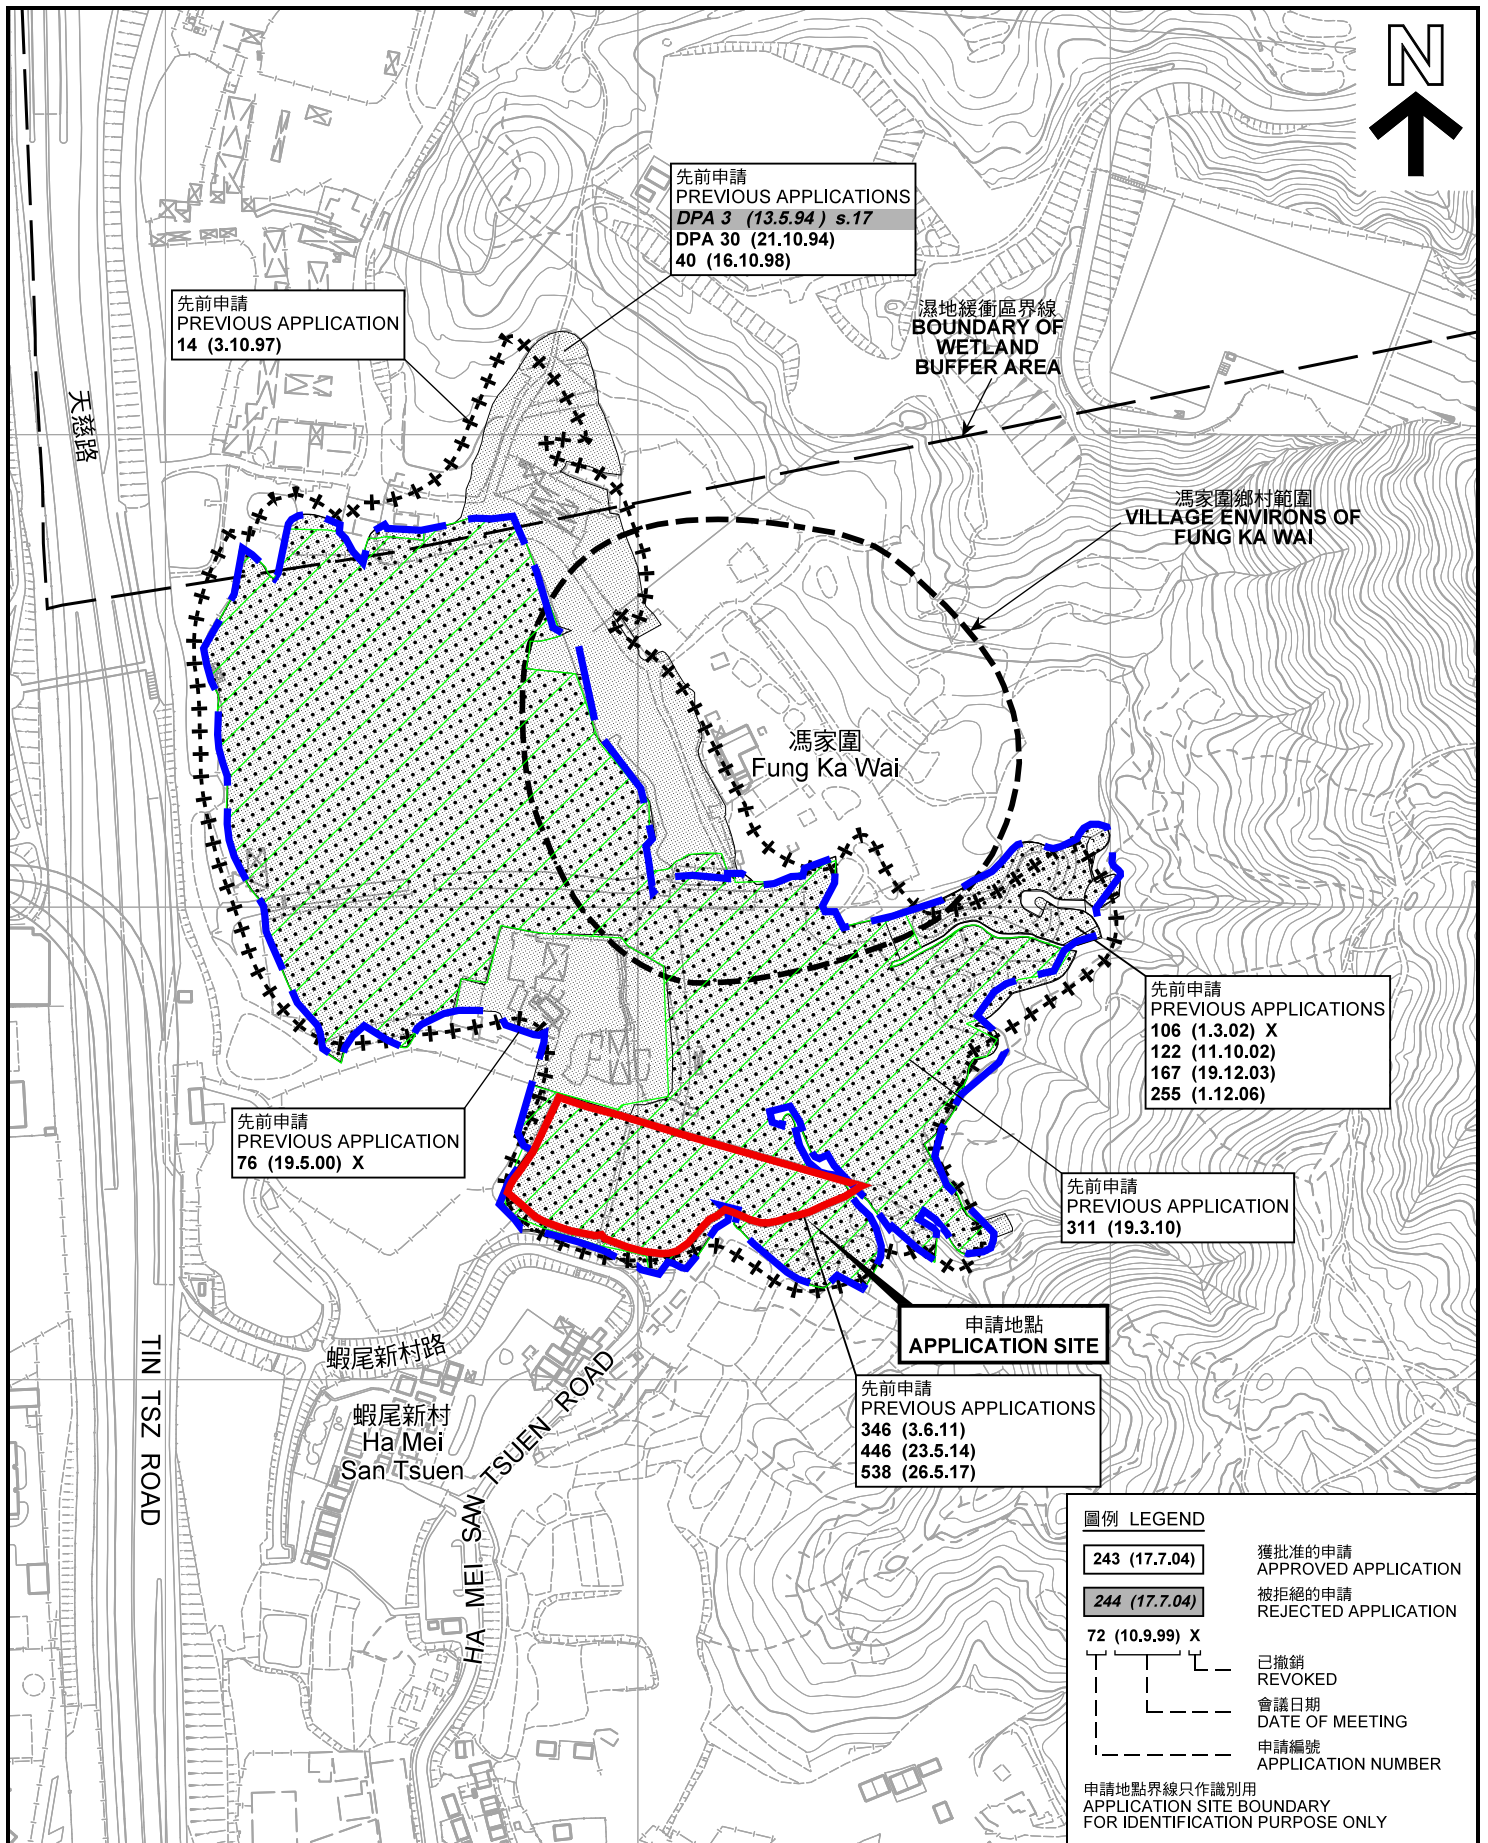 N
先前申請
PREVIOUS APPLICATIONS
DPA 3 (13.5.94 ) s.17
DPA 30 (21.10.94)
40 (16.10.98)
先前申請
PREVIOUS APPLICATION
14 (3.10.97)
濕地緩衝區界線
BOUNDARY OF
WETLAND
BUFFER AREA
天慈路
馮家圍鄉村範圍
VILLAGE ENVIRONS OF
FUNG KA WAI
馮家圍
Fung Ka Wai
先前申請
PREVIOUS APPLICATIONS
106 (1.3.02) X
122 (11.10.02)
167 (19.12.03)
255 (1.12.06)
先前申請
PREVIOUS APPLICATION
76 (19.5.00) X
先前申請
PREVIOUS APPLICATION
311 (19.3.10)
申請地點
APPLICATION SITE
蝦尾新村路
TIN TSZ ROAD
蝦尾新村
Ha Mei
San Tsuen
HA MEI SAN TSUEN ROAD
先前申請
PREVIOUS APPLICATIONS
346 (3.6.11)
446 (23.5.14)
538 (26.5.17)
圖例 LEGEND
243 (17.7.04)
獲批准的申請
APPROVED APPLICATION
244 (17.7.04)
被拒絕的申請
REJECTED APPLICATION
72 (10.9.99) X
已撤銷
REVOKED
會議日期
DATE OF MEETING
申請編號
APPLICATION NUMBER
申請地點界線只作識別用
APPLICATION SITE BOUNDARY
FOR IDENTIFICATION PURPOSE ONLY